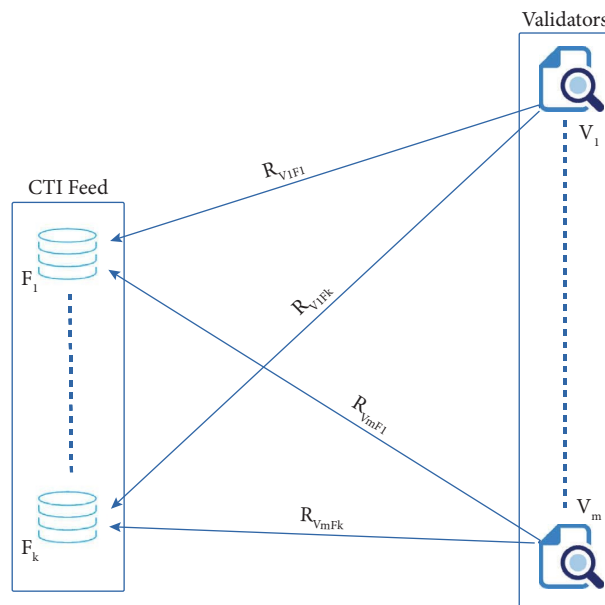 Validators
V1
RV1F1
CTI Feed
F1
RV1Fk
RVmF1
Vm
RVmFk
Fk